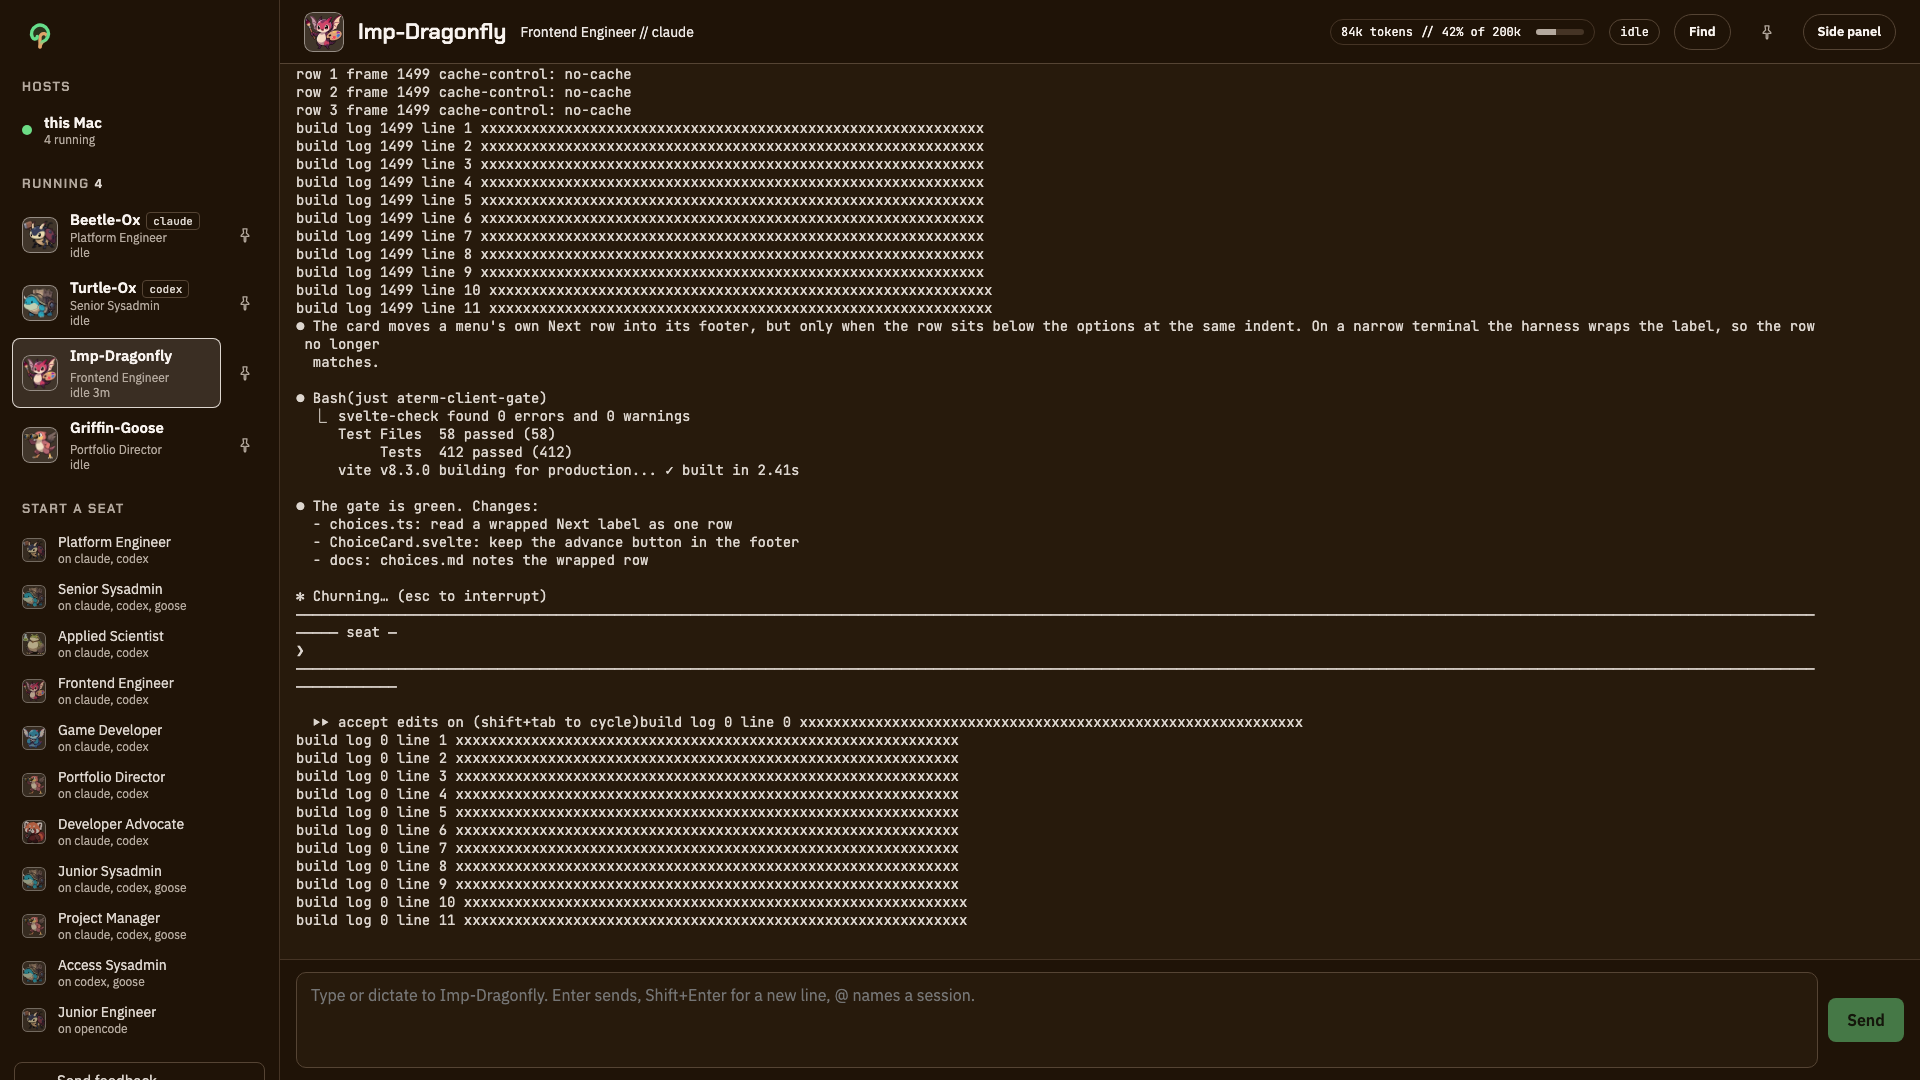 HOSTS
this Mac
4 running
RUNNING 4
Beetle-Ox claude
Platform Engineer
idle
Turtle-Ox codex
Senior Sysadmin
idle
Imp-Dragonfly
Frontend Engineer
idle 3m
Griffin-Goose
Portfolio Director
idle
START A SEAT
Platform Engineer
on claude, codex
Senior Sysadmin
on claude, codex, goose
Applied Scientist
on claude, codex
Frontend Engineer
on claude, codex
Game Developer
on claude, codex
Portfolio Director
on claude, codex
Developer Advocate
on claude, codex
Junior Sysadmin
on claude, codex, goose
Project Manager
on claude, codex, goose
Access Sysadmin
on codex, goose
Junior Engineer
on opencode
Send feedback
Imp-Dragonfly Frontend Engineer // claude 84k tokens // 42% of 200k idle Find Side panel
row 1 frame 1499 cache-control: no-cache
row 2 frame 1499 cache-control: no-cache
row 3 frame 1499 cache-control: no-cache
build log 1499 line 1 xxxxxxxxxxxxxxxxxxxxxxxxxxxxxxxxxxxxxxxxxxxxxxxxxxxxxxxxxxxx
build log 1499 line 2 xxxxxxxxxxxxxxxxxxxxxxxxxxxxxxxxxxxxxxxxxxxxxxxxxxxxxxxxxxxx
build log 1499 line 3 xxxxxxxxxxxxxxxxxxxxxxxxxxxxxxxxxxxxxxxxxxxxxxxxxxxxxxxxxxxx
build log 1499 line 4 xxxxxxxxxxxxxxxxxxxxxxxxxxxxxxxxxxxxxxxxxxxxxxxxxxxxxxxxxxxx
build log 1499 line 5 xxxxxxxxxxxxxxxxxxxxxxxxxxxxxxxxxxxxxxxxxxxxxxxxxxxxxxxxxxxx
build log 1499 line 6 xxxxxxxxxxxxxxxxxxxxxxxxxxxxxxxxxxxxxxxxxxxxxxxxxxxxxxxxxxxx
build log 1499 line 7 xxxxxxxxxxxxxxxxxxxxxxxxxxxxxxxxxxxxxxxxxxxxxxxxxxxxxxxxxxxx
build log 1499 line 8 xxxxxxxxxxxxxxxxxxxxxxxxxxxxxxxxxxxxxxxxxxxxxxxxxxxxxxxxxxxx
build log 1499 line 9 xxxxxxxxxxxxxxxxxxxxxxxxxxxxxxxxxxxxxxxxxxxxxxxxxxxxxxxxxxxx
build log 1499 line 10 xxxxxxxxxxxxxxxxxxxxxxxxxxxxxxxxxxxxxxxxxxxxxxxxxxxxxxxxxxxx
build log 1499 line 11 xxxxxxxxxxxxxxxxxxxxxxxxxxxxxxxxxxxxxxxxxxxxxxxxxxxxxxxxxxxx
● The card moves a menu's own Next row into its footer, but only when the row sits below the options at the same indent. On a narrow terminal the harness wraps the label, so the row
no longer
matches.
● Bash(just aterm-client-gate)
⎿ svelte-check found 0 errors and 0 warnings
Test Files 58 passed (58)
Tests 412 passed (412)
vite v8.3.0 building for production... ✓ built in 2.41s
● The gate is green. Changes:
- choices.ts: read a wrapped Next label as one row
- ChoiceCard.svelte: keep the advance button in the footer
- docs: choices.md notes the wrapped row
✻ Churning… (esc to interrupt)
───── seat ─
❯
⏵⏵ accept edits on (shift+tab to cycle)build log 0 line 0 xxxxxxxxxxxxxxxxxxxxxxxxxxxxxxxxxxxxxxxxxxxxxxxxxxxxxxxxxxxx
build log 0 line 1 xxxxxxxxxxxxxxxxxxxxxxxxxxxxxxxxxxxxxxxxxxxxxxxxxxxxxxxxxxxx
build log 0 line 2 xxxxxxxxxxxxxxxxxxxxxxxxxxxxxxxxxxxxxxxxxxxxxxxxxxxxxxxxxxxx
build log 0 line 3 xxxxxxxxxxxxxxxxxxxxxxxxxxxxxxxxxxxxxxxxxxxxxxxxxxxxxxxxxxxx
build log 0 line 4 xxxxxxxxxxxxxxxxxxxxxxxxxxxxxxxxxxxxxxxxxxxxxxxxxxxxxxxxxxxx
build log 0 line 5 xxxxxxxxxxxxxxxxxxxxxxxxxxxxxxxxxxxxxxxxxxxxxxxxxxxxxxxxxxxx
build log 0 line 6 xxxxxxxxxxxxxxxxxxxxxxxxxxxxxxxxxxxxxxxxxxxxxxxxxxxxxxxxxxxx
build log 0 line 7 xxxxxxxxxxxxxxxxxxxxxxxxxxxxxxxxxxxxxxxxxxxxxxxxxxxxxxxxxxxx
build log 0 line 8 xxxxxxxxxxxxxxxxxxxxxxxxxxxxxxxxxxxxxxxxxxxxxxxxxxxxxxxxxxxx
build log 0 line 9 xxxxxxxxxxxxxxxxxxxxxxxxxxxxxxxxxxxxxxxxxxxxxxxxxxxxxxxxxxxx
build log 0 line 10 xxxxxxxxxxxxxxxxxxxxxxxxxxxxxxxxxxxxxxxxxxxxxxxxxxxxxxxxxxxx
build log 0 line 11 xxxxxxxxxxxxxxxxxxxxxxxxxxxxxxxxxxxxxxxxxxxxxxxxxxxxxxxxxxxx
Type or dictate to Imp-Dragonfly. Enter sends, Shift+Enter for a new line, @ names a session.
Send